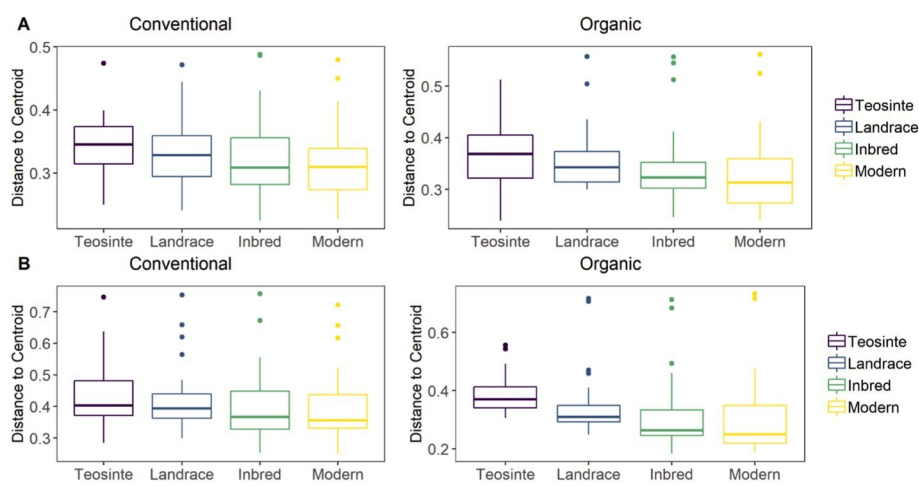 A
Conventional
Organic
Distance to Centroid
0.5
0.4
0.3
Teosinte Landrace Inbred Modern
Distance to Centroid
0.5
0.4
0.3
Teosinte Landrace Inbred Modern
Teosinte
Landrace
Inbred
Modern
B
Conventional
Organic
Distance to Centroid
0.7
0.6
0.5
0.4
0.3
Teosinte Landrace Inbred Modern
Distance to Centroid
0.6
0.4
0.2
Teosinte Landrace Inbred Modern
Teosinte
Landrace
Inbred
Modern